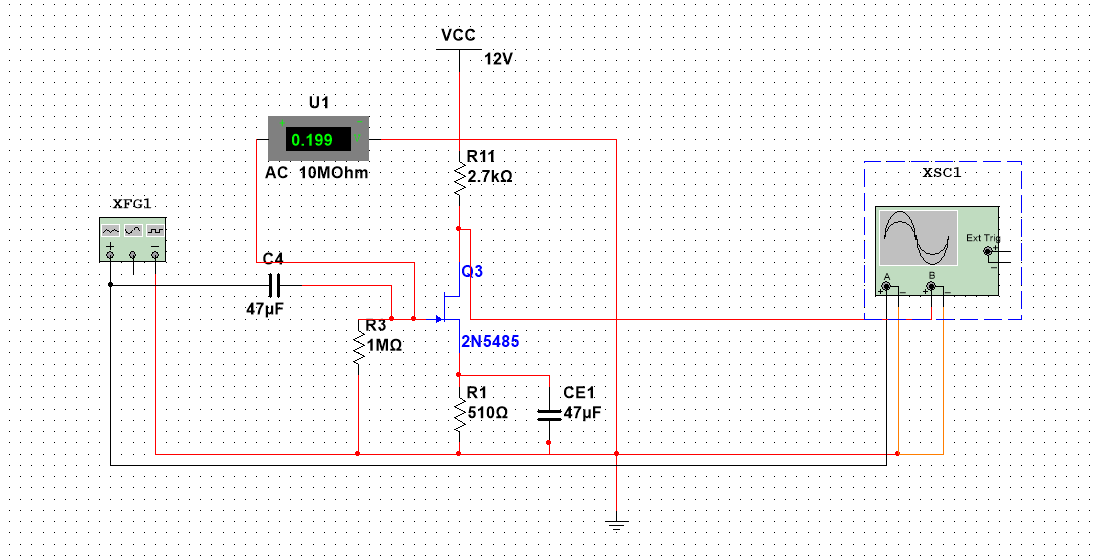 VCC
12V
U1
+
-
0.199
V
AC 10MOhm
R11
2.7kΩ
XSC1
XFG1
+
-
Ext Trig
+
-
A
B
+
-
+
-
C4
47µF
Q3
2N5485
R3
1MΩ
R1
510Ω
CE1
47µF